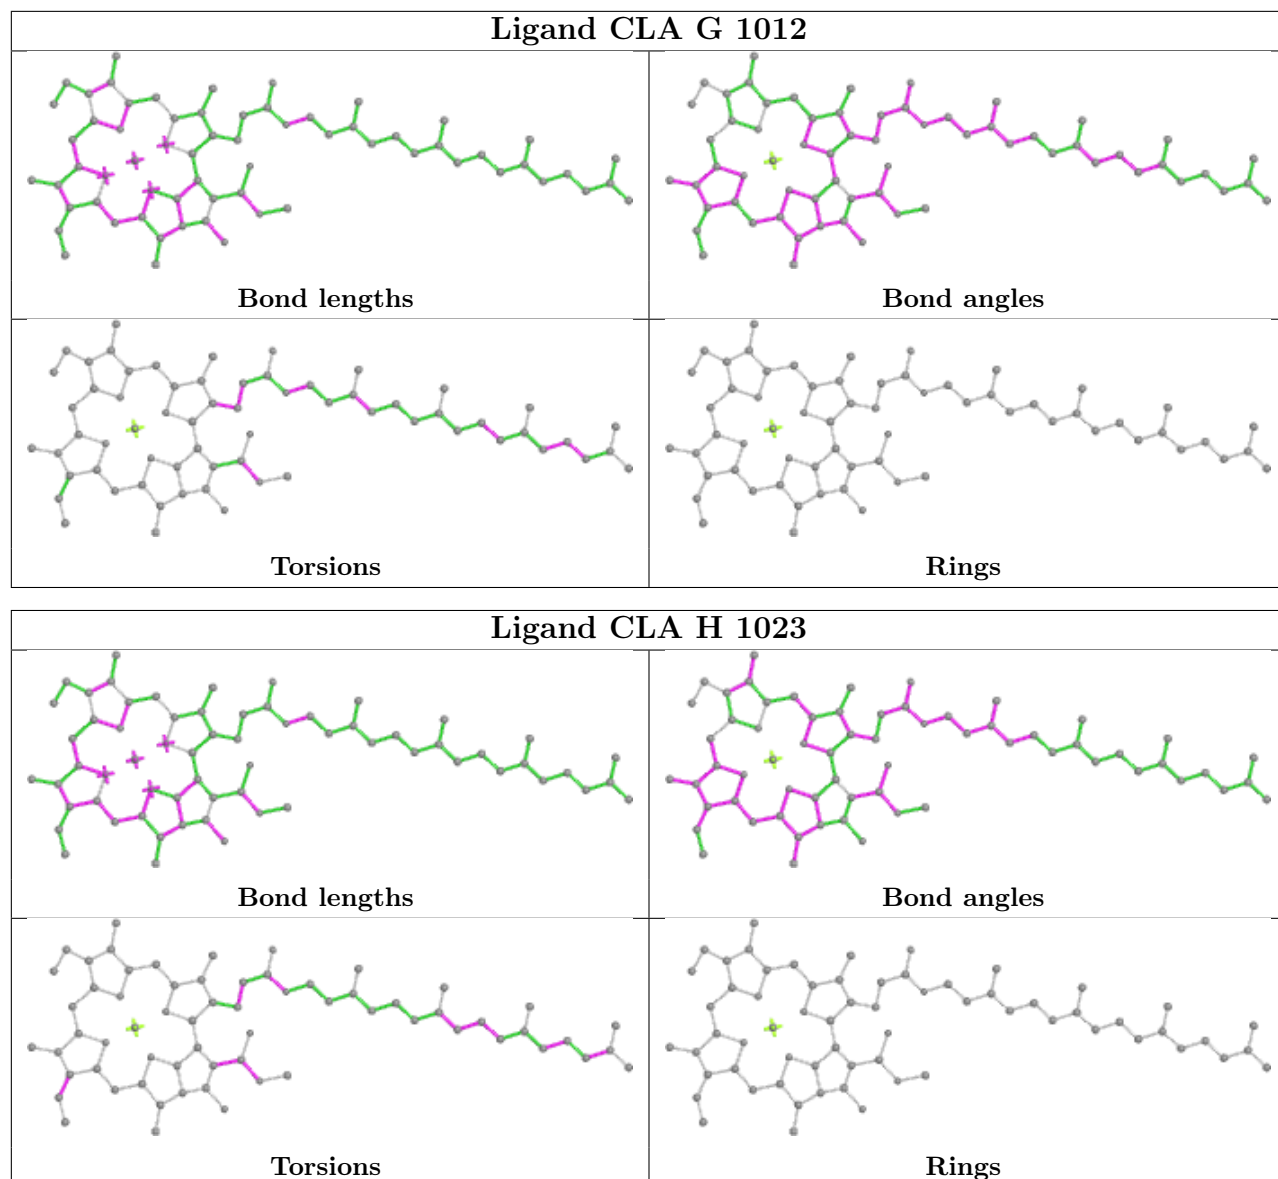 Ligand CLA G 1012
Bond lengths
Bond angles
Torsions
Rings
Ligand CLA H 1023
Bond lengths
Bond angles
Torsions
Rings